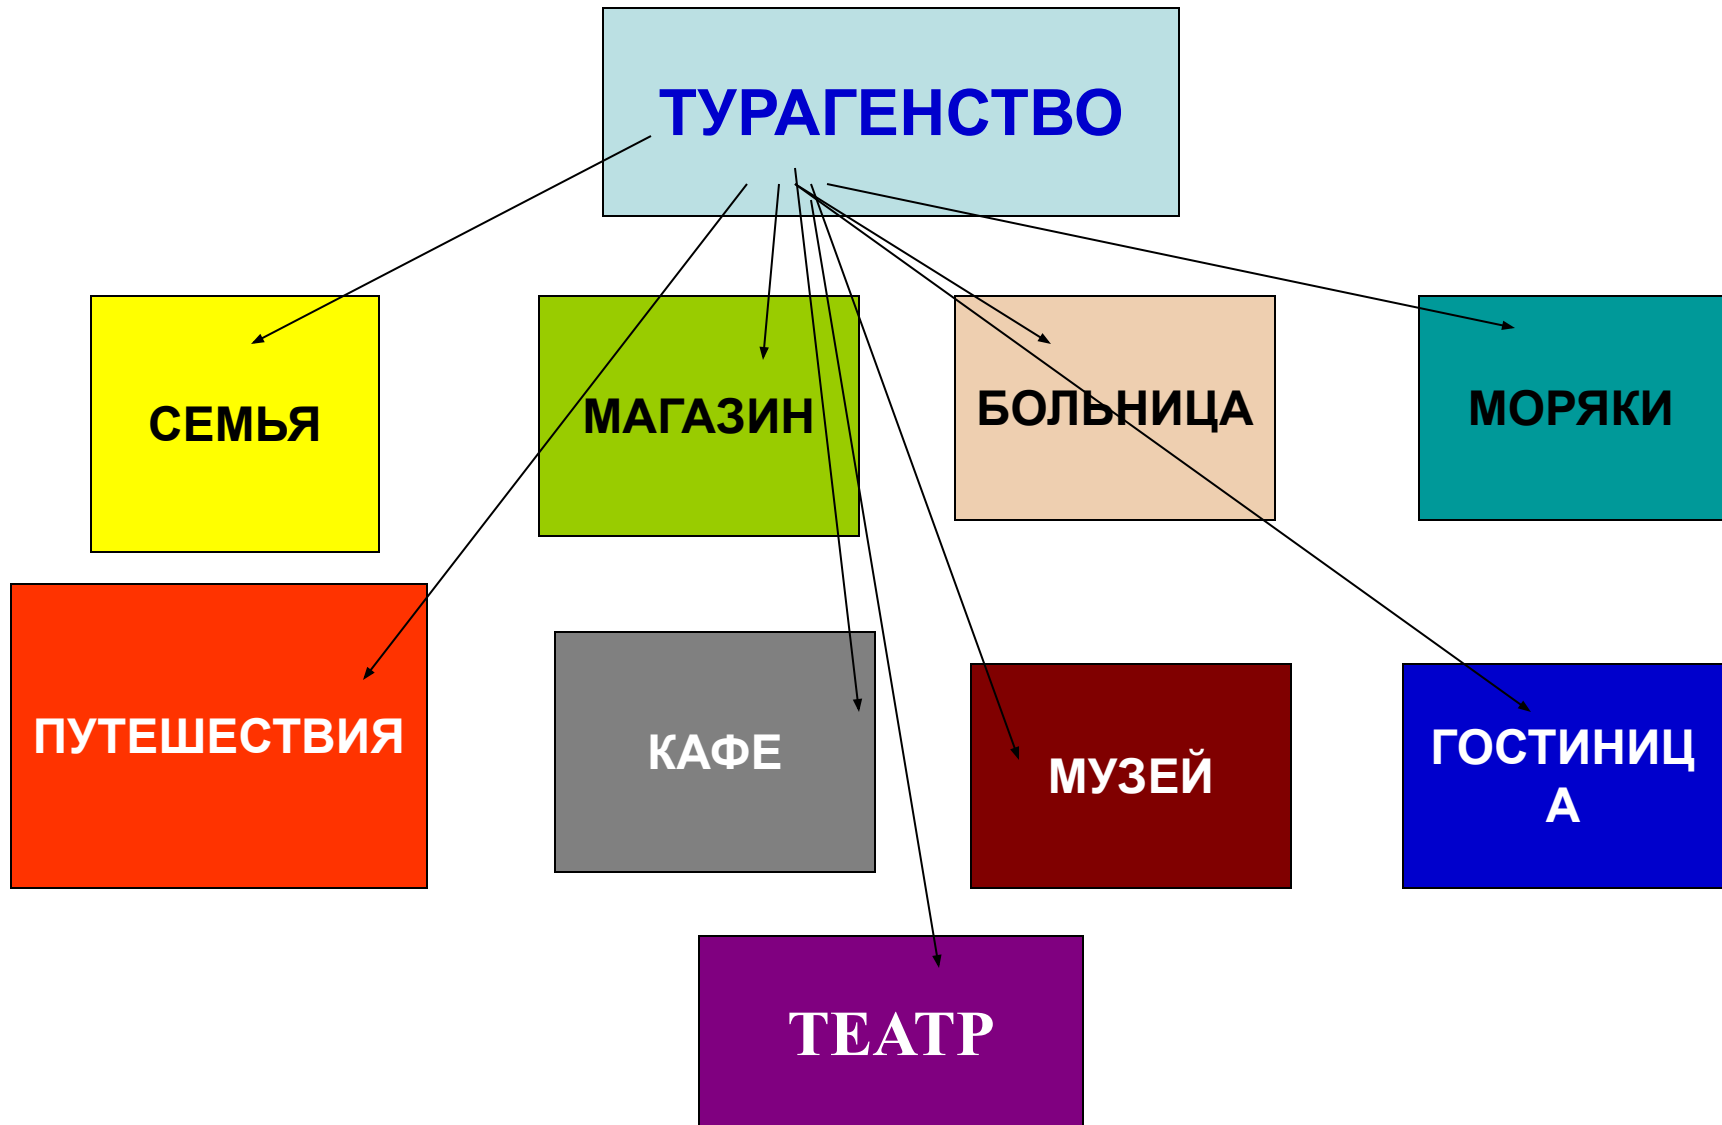 ТУРАГЕНСТВО
СЕМЬЯ
МАГАЗИН
БОЛЬНИЦА
МОРЯКИ
ПУТЕШЕСТВИЯ
КАФЕ
МУЗЕЙ
ГОСТИНИЦ
А
ТЕАТР